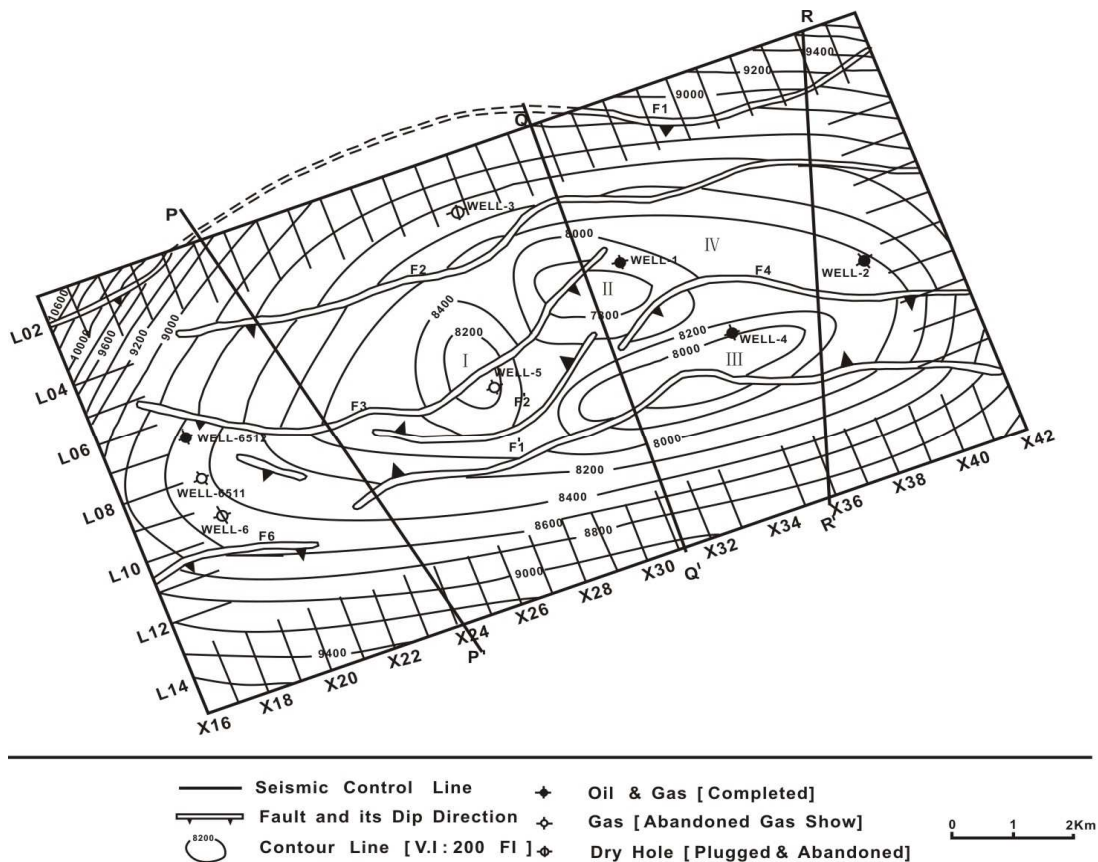 R
9400
9200
9000
F1
Q
WELL-3
P
8000
IV
WELL-1
WELL-2
F2
F4
II
10600
L02
8400
7800
8200
10000
9600
9200
9000
8200
8000
WELL-4
I
III
L04
WELL-5
F2'
F3
WELL-6512
F1'
8000
X42
L06
8200
X40
WELL-6511
8400
X38
L08
WELL-6
8600
X36
F6
8800
X34
R'
L10
9000
X32
X30
Q'
X28
L12
X26
X24
P'
X22
9400
L14
X20
X18
X16
Seismic Control Line
Fault and its Dip Direction
8200
Contour Line [V.I : 200 Fl]
Oil & Gas [Completed]
Gas [Abandoned Gas Show]
Dry Hole [Plugged & Abandoned]
0 1 2Km